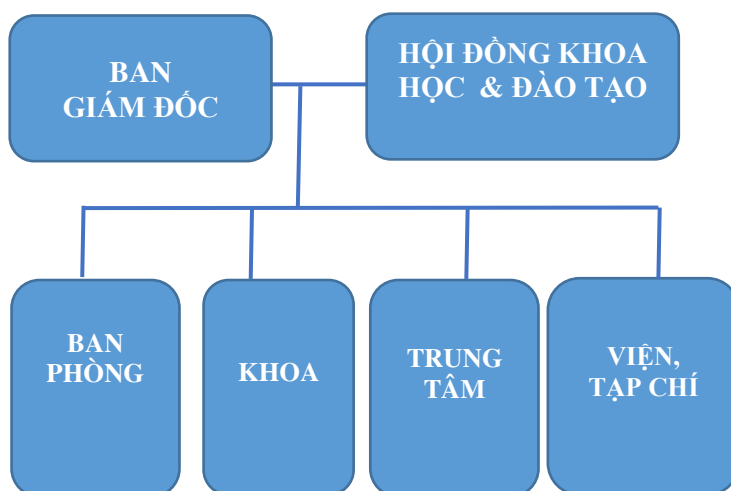 BAN
GIÁM ĐỐC
HỘI ĐỒNG KHOA
HỌC & ĐÀO TẠO
BAN
PHÒNG
KHOA
TRUNG
TÂM
VIỆN,
TẠP CHÍ